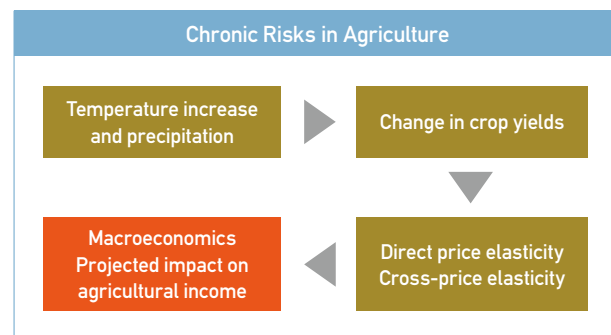 Chronic Risks in Agriculture
Temperature increase
and precipitation
Change in crop yields
Direct price elasticity
Cross-price elasticity
Macroeconomics
Projected impact on
agricultural income